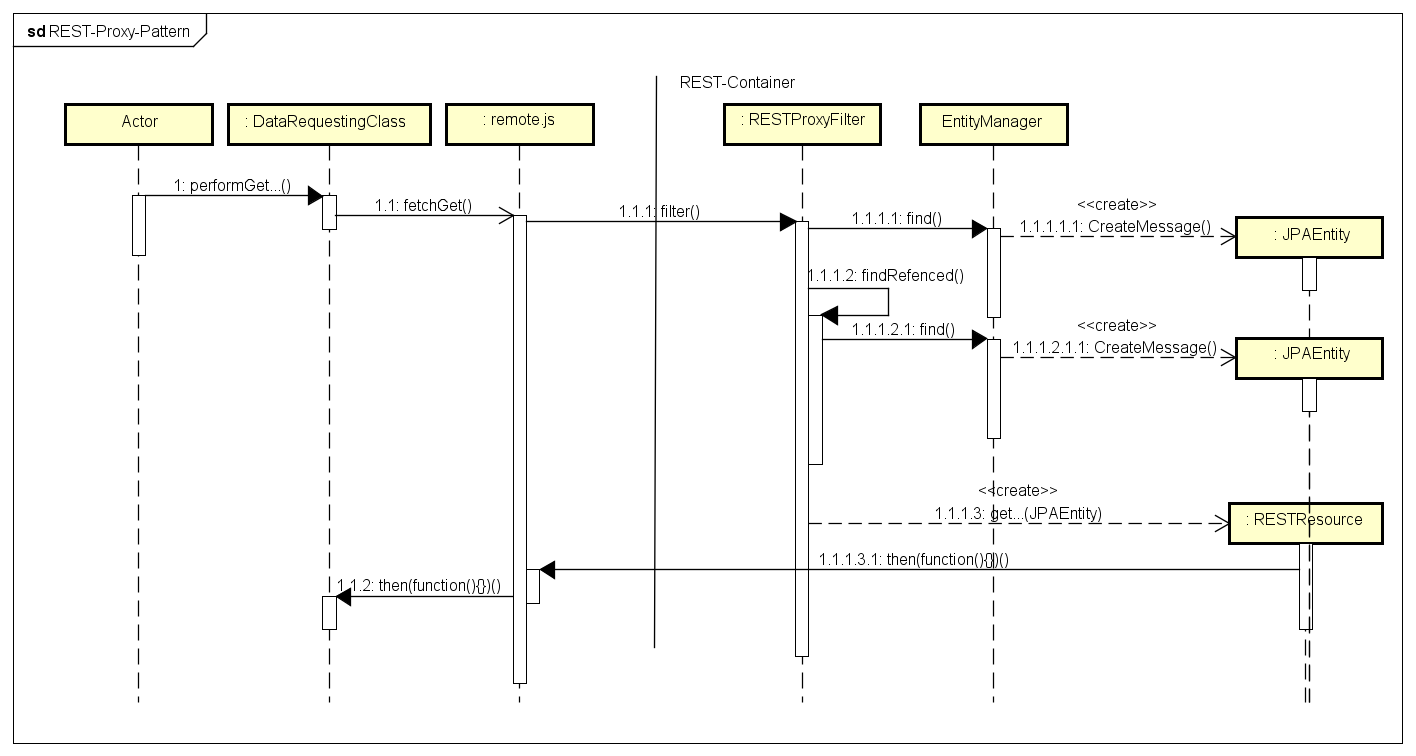 sd REST-Proxy-Pattern
REST-Container
Actor
: DataRequestingClass
: remote.js
: RESTProxyFilter
EntityManager
1: performGet...()
1.1: fetchGet()
1.1.1: filter()
1.1.1.1: find()
<<create>>
1.1.1.1.1: CreateMessage()
: JPAEntity
1.1.1.2: findRefenced()
1.1.1.2.1: find()
<<create>>
1.1.1.2.1.1: CreateMessage()
: JPAEntity
<<create>>
1.1.1.3: get...(JPAEntity)
: RESTResource
1.1.1.3.1: then(function(){})()
1.1.2: then(function(){})()